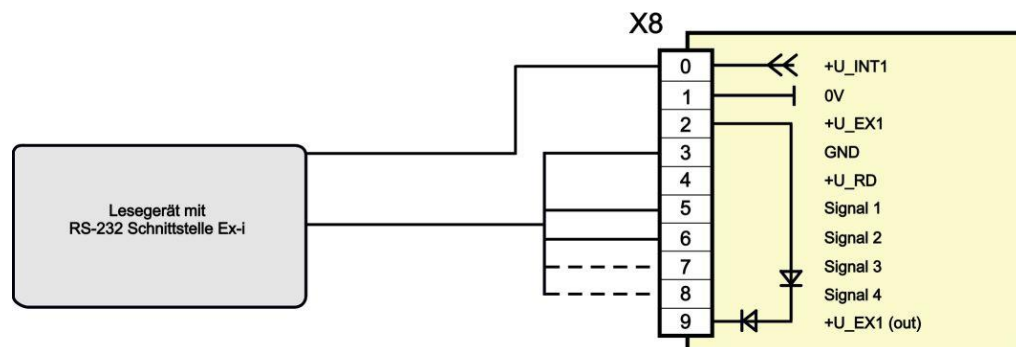 X8
0 +U_INT1
1 0V
2 +U_EX1
3 GND
4 +U_RD
5 Signal 1
6 Signal 2
7 Signal 3
8 Signal 4
9 +U_EX1 (out)
Lesegerät mit
RS-232 Schnittstelle Ex-i